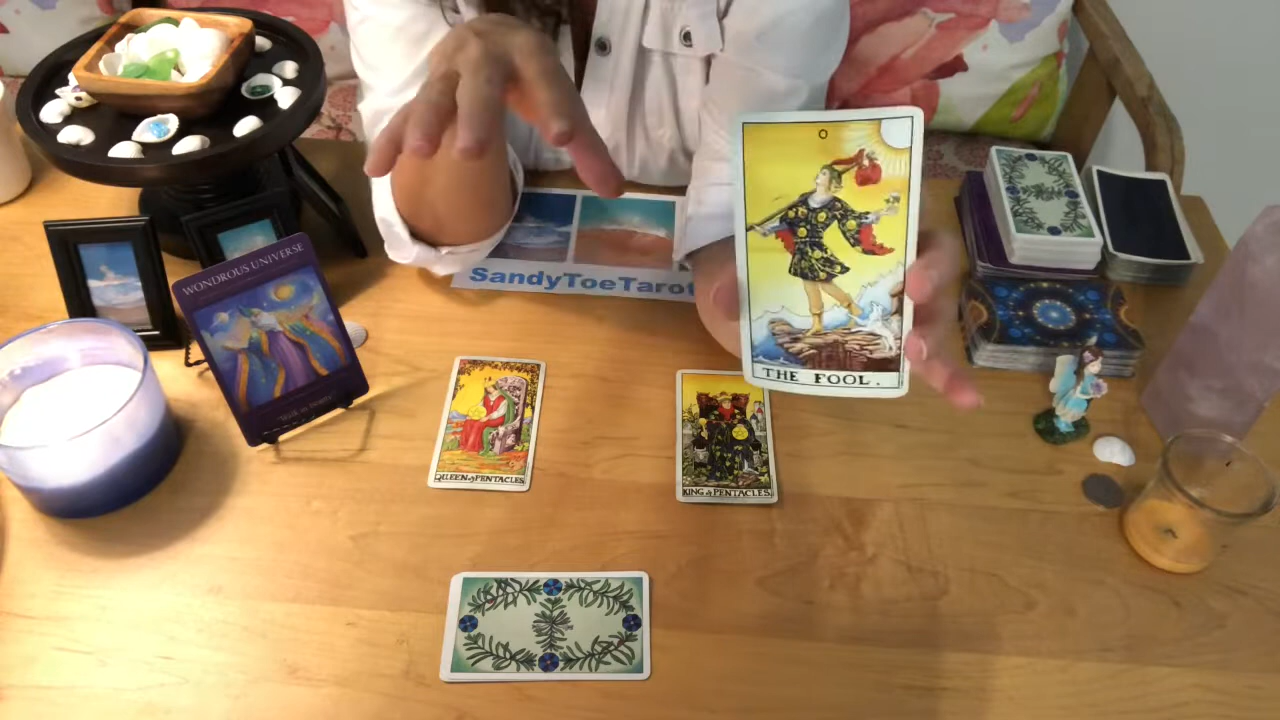 WONDROUS UNIVERSE
SandyToeTarot
0
THE FOOL.
QUEEN of PENTACLES
KING of PENTACLES